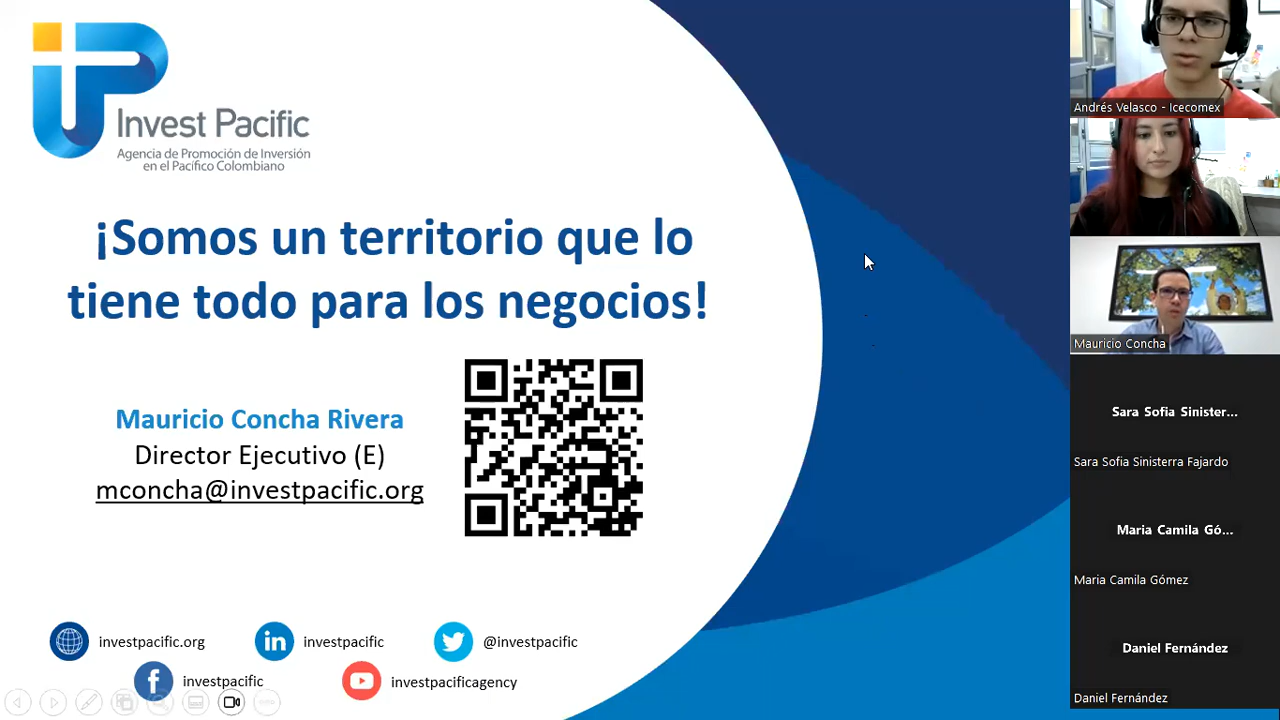 Invest Pacific
Agencia de Promoción de Inversión
en el Pacífico Colombiano
¡Somos un territorio que lo
tiene todo para los negocios!
Mauricio Concha Rivera
Director Ejecutivo (E)
mconcha@investpacific.org
investpacific.org
investpacific
@investpacific
investpacific
investpacificagency
Andrés Velasco - Icecomex
Mauricio Concha
Sara Sofia Sinister...
Sara Sofia Sinisterra Fajardo
Maria Camila Gó...
Maria Camila Gómez
Daniel Fernández
Daniel Fernández